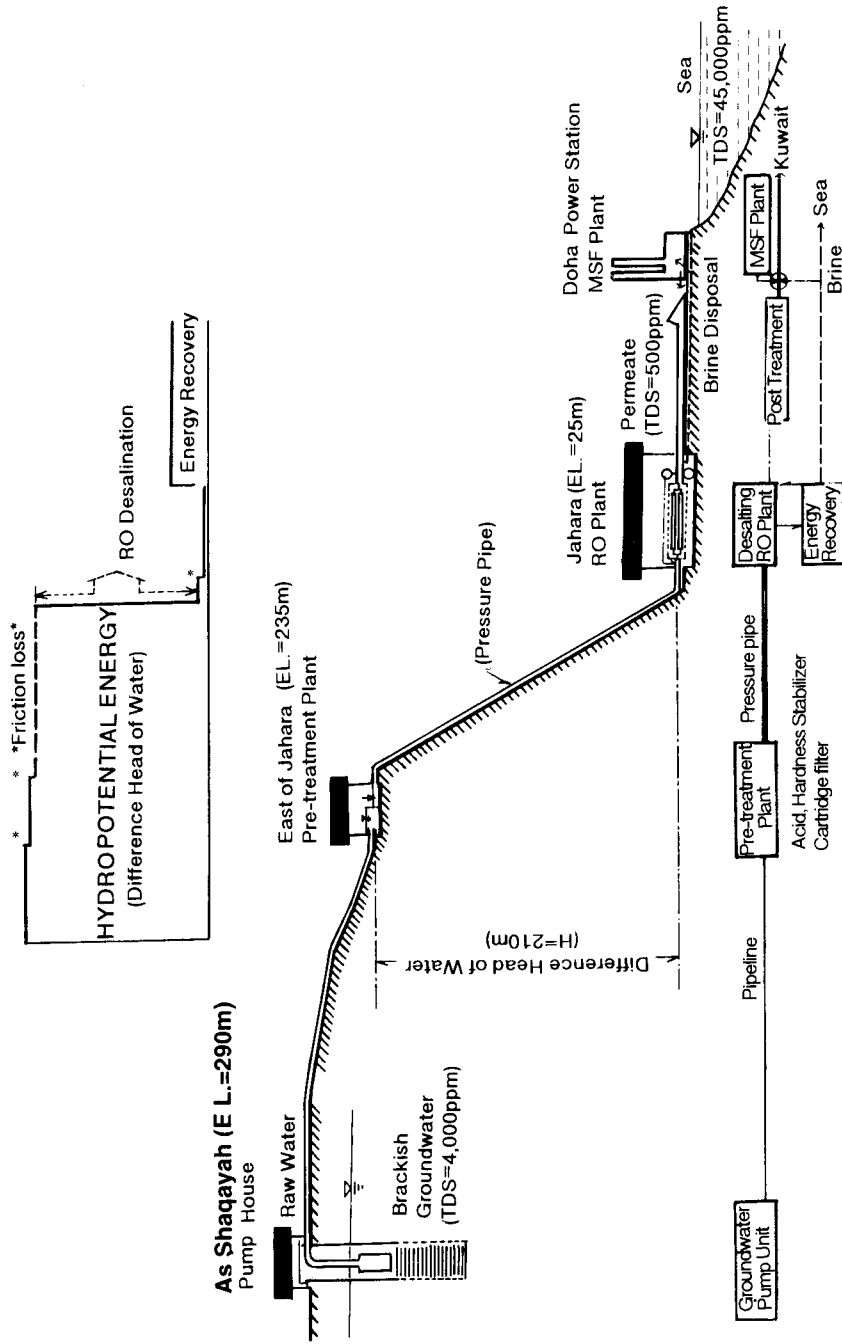 * *Friction loss*
*
HYDROPOTENTIAL ENERGY
(Difference Head of Water)
RO Desalination
*
Energy Recovery
As Shaqayah (E L.=290m)
Pump House
Raw Water
Brackish
Groundwater
(TDS=4,000ppm)
East of Jahara (EL.=235m)
Pre-treatment Plant
(Pressure Pipe)
Difference Head of Water
(H=210m)
Jahara (EL.=25m)
RO Plant
Permeate
(TDS=500ppm)
Brine Disposal
Doha Power Station
MSF Plant
Sea
TDS=45,000ppm
Groundwater
Pump Unit
Pipeline
Pre-treatment
Plant
Acid, Hardness Stabilizer
Cartridge filter
Pressure pipe
Desalting
RO Plant
Energy
Recovery
Post Treatment
MSF Plant
Kuwait
Brine
Sea